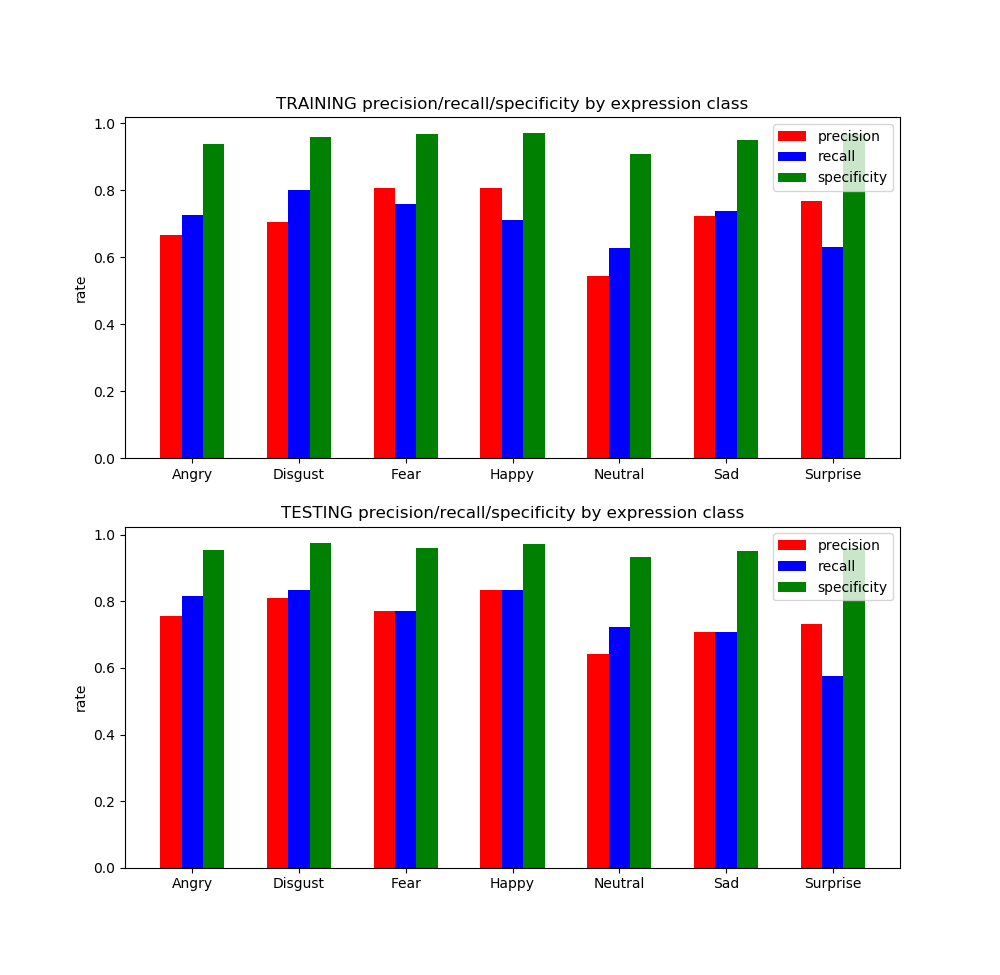 TRAINING precision/recall/specificity by expression class
1.0
0.8
0.6
0.4
0.2
0.0
rate
precision
recall
specificity
Angry Disgust Fear Happy Neutral Sad Surprise
TESTING precision/recall/specificity by expression class
1.0
0.8
0.6
0.4
0.2
0.0
rate
precision
recall
specificity
Angry Disgust Fear Happy Neutral Sad Surprise